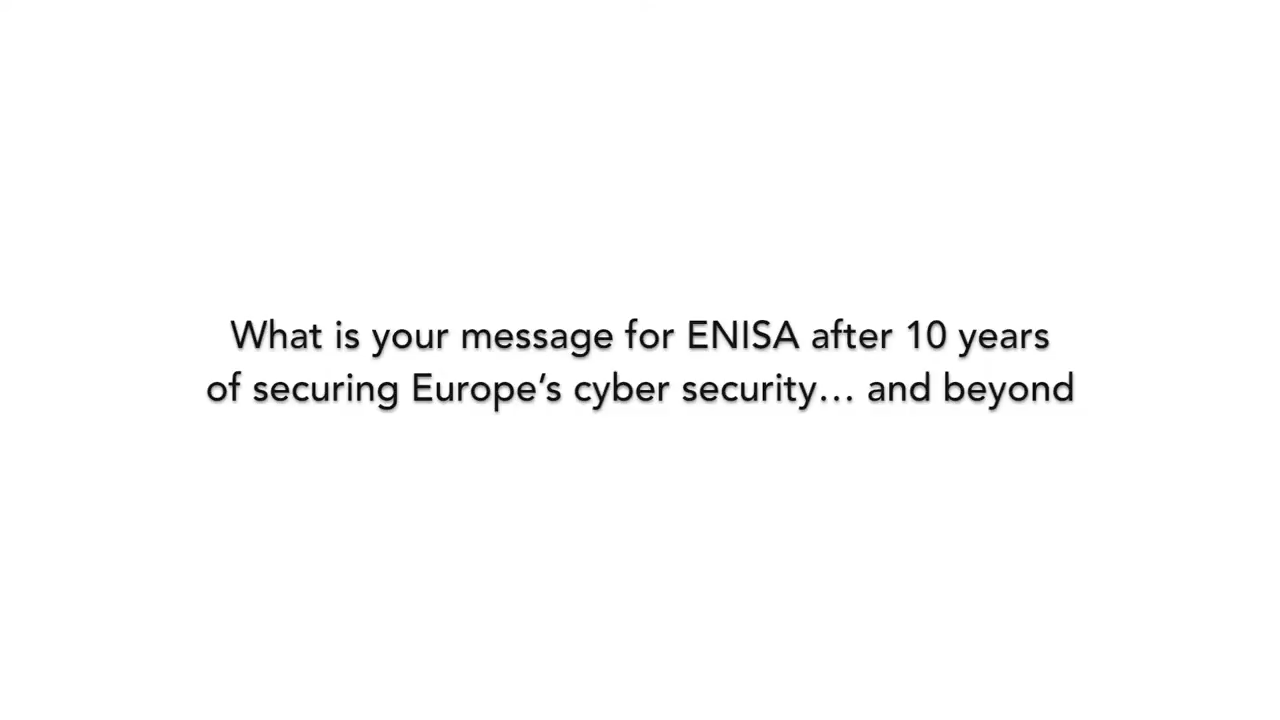 What is your message for ENISA after 10 years
of securing Europe‘s cyber security… and beyond